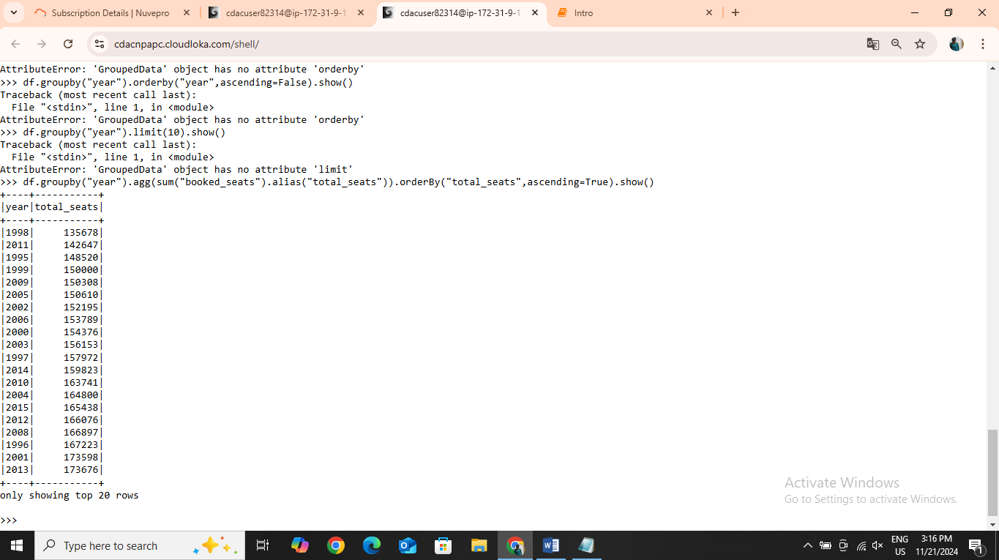 Subscription Details | Nuvepro
cdacuser82314@ip-172-31-9-1
cdacuser82314@ip-172-31-9-1
Intro
cdacnpapc.cloudloka.com/shell/
AttributeError: 'GroupedData' object has no attribute 'orderby'
>>> df.groupby("year").orderby("year",ascending=False).show()
Traceback (most recent call last):
  File "<stdin>", line 1, in <module>
AttributeError: 'GroupedData' object has no attribute 'orderby'
>>> df.groupby("year").limit(10).show()
Traceback (most recent call last):
  File "<stdin>", line 1, in <module>
AttributeError: 'GroupedData' object has no attribute 'limit'
>>> df.groupby("year").agg(sum("booked_seats").alias("total_seats")).orderBy("total_seats",ascending=True).show()
+----+-----------+
|year|total_seats|
+----+-----------+
|1998|     135678|
|2011|     142647|
|1995|     148520|
|1999|     150000|
|2009|     150308|
|2005|     150610|
|2002|     152195|
|2006|     153789|
|2000|     154376|
|2003|     156153|
|1997|     157972|
|2014|     159823|
|2010|     163741|
|2004|     164800|
|2015|     165438|
|2012|     166076|
|2008|     166897|
|1996|     167223|
|2001|     173598|
|2013|     173676|
+----+-----------+
only showing top 20 rows
>>>
Activate Windows
Go to Settings to activate Windows.
Type here to search
ENG
US
3:16 PM
11/21/2024
1